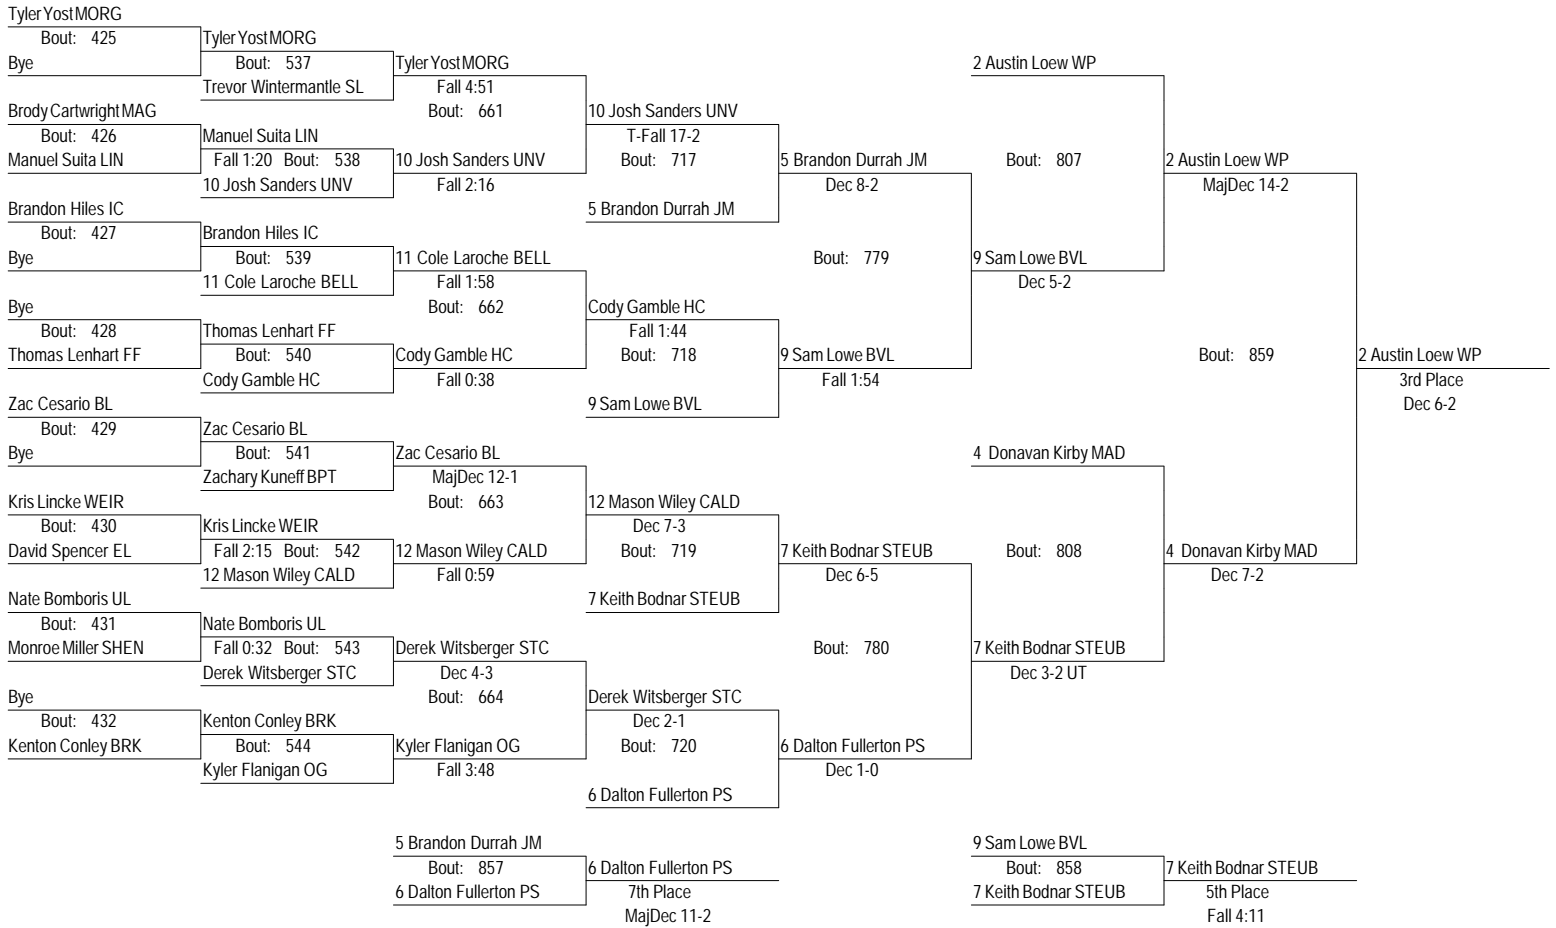 Tyler Yost MORG
Bout: 425
Bye
Brody Cartwright MAG
Bout: 426
Manuel Suita LIN
Brandon Hiles IC
Bout: 427
Bye
Bye
Bout: 428
Thomas Lenhart FF
Zac Cesario BL
Bout: 429
Bye
Kris Lincke WEIR
Bout: 430
David Spencer EL
Nate Bomboris UL
Bout: 431
Monroe Miller SHEN
Bye
Bout: 432
Kenton Conley BRK
Tyler Yost MORG
Bout: 537
Trevor Wintermantle SL
Manuel Suita LIN
Fall 1:20 Bout: 538
10 Josh Sanders UNV
Brandon Hiles IC
Bout: 539
11 Cole Laroche BELL
Thomas Lenhart FF
Bout: 540
Cody Gamble HC
Zac Cesario BL
Bout: 541
Zachary Kuneff BPT
Kris Lincke WEIR
Fall 2:15 Bout: 542
12 Mason Wiley CALD
Nate Bomboris UL
Fall 0:32 Bout: 543
Derek Witsberger STC
Kenton Conley BRK
Bout: 544
Kyler Flanigan OG
Tyler Yost MORG
Fall 4:51
Bout: 661
10 Josh Sanders UNV
Fall 2:16
11 Cole Laroche BELL
Fall 1:58
Bout: 662
Cody Gamble HC
Fall 0:38
Zac Cesario BL
MajDec 12-1
Bout: 663
12 Mason Wiley CALD
Fall 0:59
Derek Witsberger STC
Dec 4-3
Bout: 664
Kyler Flanigan OG
Fall 3:48
10 Josh Sanders UNV
T-Fall 17-2
Bout: 717
5 Brandon Durrah JM
Cody Gamble HC
Fall 1:44
Bout: 718
9 Sam Lowe BVL
12 Mason Wiley CALD
Dec 7-3
Bout: 719
7 Keith Bodnar STEUB
Derek Witsberger STC
Dec 2-1
Bout: 720
6 Dalton Fullerton PS
5 Brandon Durrah JM
Dec 8-2
Bout: 779
9 Sam Lowe BVL
Fall 1:54
7 Keith Bodnar STEUB
Dec 6-5
Bout: 780
6 Dalton Fullerton PS
Dec 1-0
2 Austin Loew WP
Bout: 807
9 Sam Lowe BVL
Dec 5-2
4 Donavan Kirby MAD
Bout: 808
7 Keith Bodnar STEUB
Dec 3-2 UT
2 Austin Loew WP
MajDec 14-2
Bout: 859
4 Donavan Kirby MAD
Dec 7-2
2 Austin Loew WP
3rd Place
Dec 6-2
5 Brandon Durrah JM
Bout: 857
6 Dalton Fullerton PS
6 Dalton Fullerton PS
7th Place
MajDec 11-2
9 Sam Lowe BVL
Bout: 858
7 Keith Bodnar STEUB
7 Keith Bodnar STEUB
5th Place
Fall 4:11